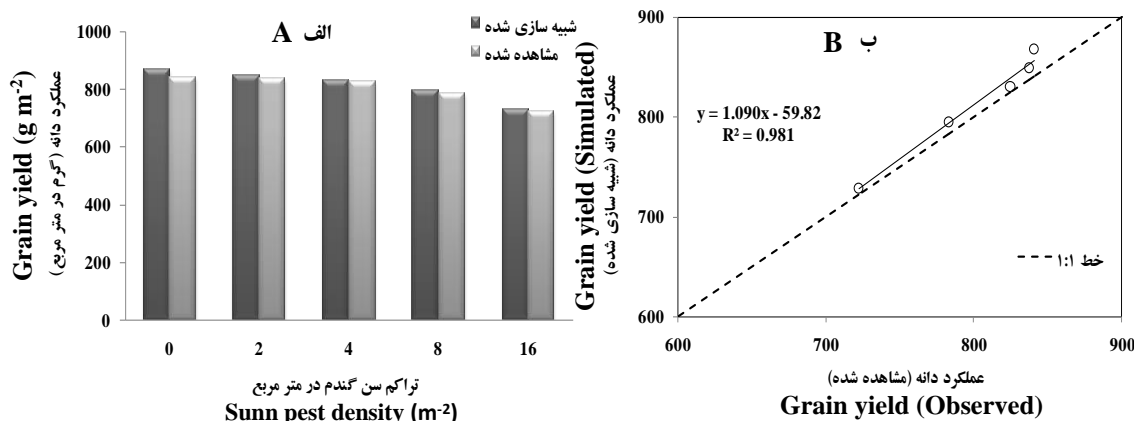 الف A
شبیه سازی شده
مشاهده شده
Grain yield (g m-2)
عملکرد دانه (گرم در متر مربع)
1000
800
600
400
200
0
0 2 4 8 16
تراکم سن گندم در متر مربع
Sunn pest density (m-2)
ب B
y = 1.090x - 59.82
R² = 0.981
Grain yield (Simulated)
عملکرد دانه (شبیه سازی شده)
900
800
700
600
خط ۱:۱
600 700 800 900
عملکرد دانه (مشاهده شده)
Grain yield (Observed)